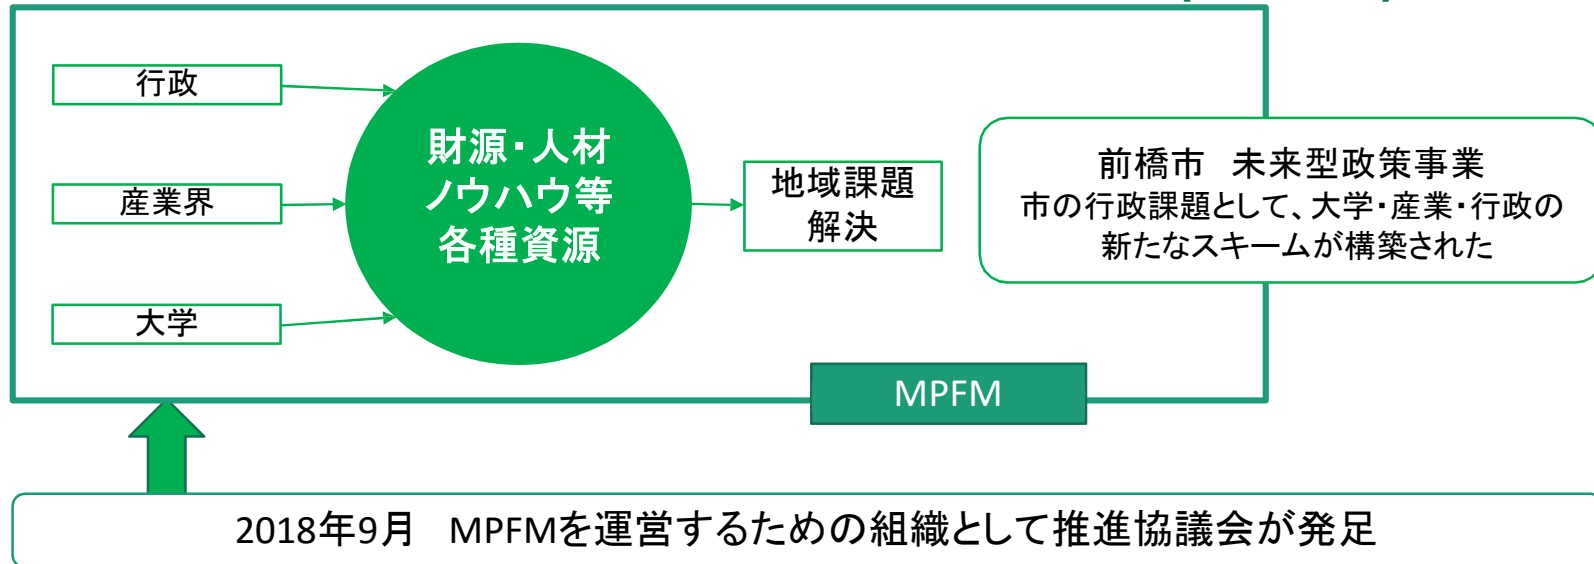 行政
産業界
大学
財源・人材
ノウハウ等
各種資源
地域課題
解決
前橋市　未来型政策事業
市の行政課題として、大学・産業・行政の
新たなスキームが構築された
MPFM
2018年9月　MPFMを運営するための組織として推進協議会が発足